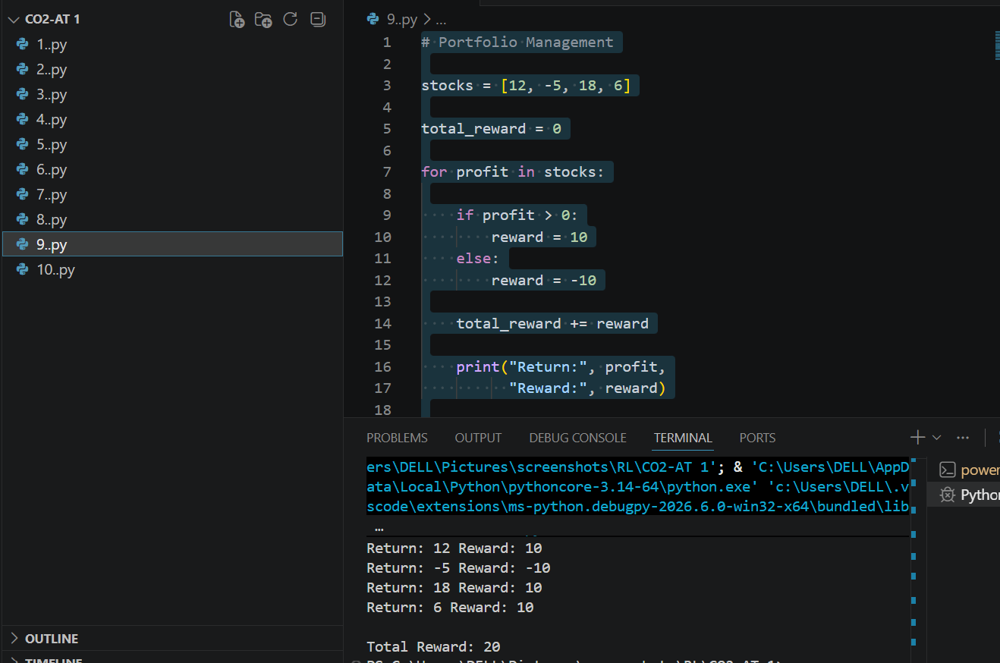 CO2-AT 1
1..py
2..py
3..py
4..py
5..py
6..py
7..py
8..py
9..py
10..py
OUTLINE
TIMELINE
9..py > ...
1 # Portfolio Management
2
3 stocks = [12, -5, 18, 6]
4
5 total_reward = 0
6
7 for profit in stocks:
8
9     if profit > 0:
10         reward = 10
11     else:
12         reward = -10
13
14     total_reward += reward
15
16     print("Return:", profit,
17           "Reward:", reward)
18
PROBLEMS OUTPUT DEBUG CONSOLE TERMINAL PORTS
ers\DELL\Pictures\screenshots\RL\CO2-AT 1'; & 'C:\Users\DELL\AppD
ata\Local\Python\pythoncore-3.14-64\python.exe' 'c:\Users\DELL\.v
scode\extensions\ms-python.debugpy-2026.6.0-win32-x64\bundled\lib
…
Return: 12 Reward: 10
Return: -5 Reward: -10
Return: 18 Reward: 10
Return: 6 Reward: 10
Total Reward: 20
power
Pytho